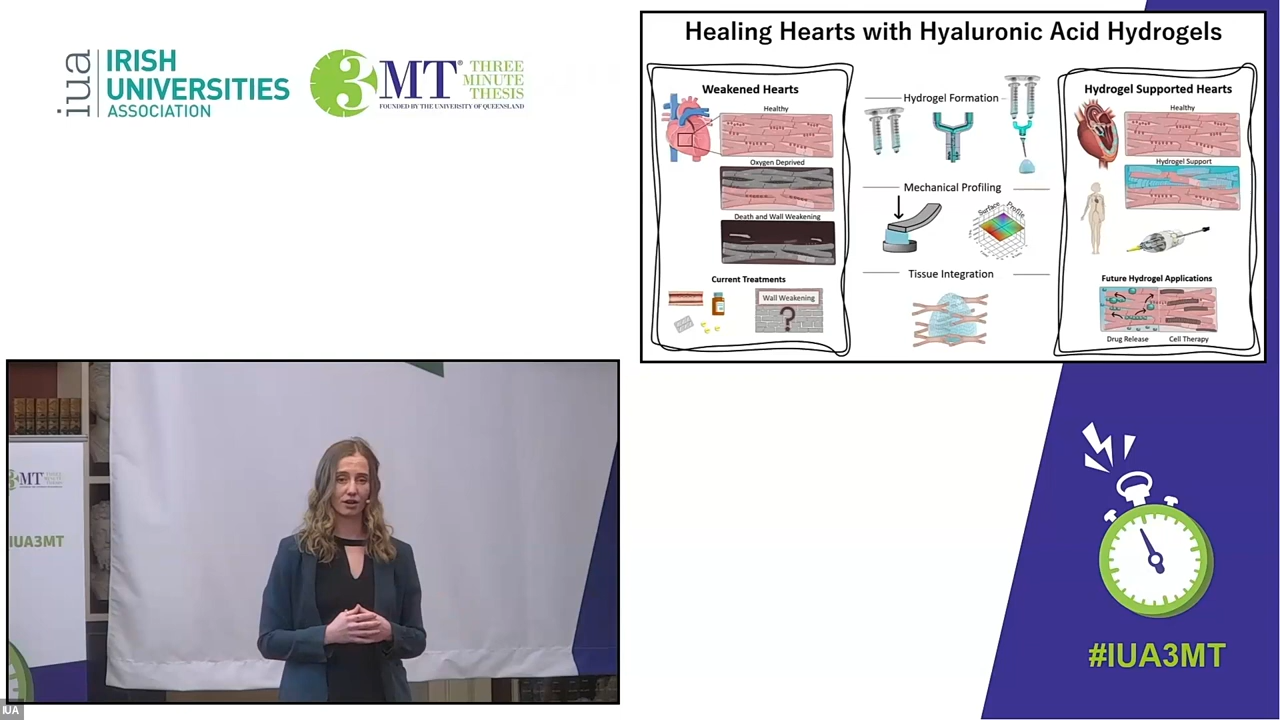 iua
IRISH
UNIVERSITIES
ASSOCIATION
3MT®
THREE
MINUTE
THESIS
FOUNDED BY THE UNIVERSITY OF QUEENSLAND
Healing Hearts with Hyaluronic Acid Hydrogels
Weakened Hearts
Healthy
Oxygen Deprived
Death and Wall Weakening
Current Treatments
Wall Weakening
?
Hydrogel Formation
Mechanical Profiling
Surface Profile
Tissue Integration
Hydrogel Supported Hearts
Healthy
Hydrogel Support
Future Hydrogel Applications
Drug Release
Cell Therapy
3MT
IUA3MT
IUA
#IUA3MT